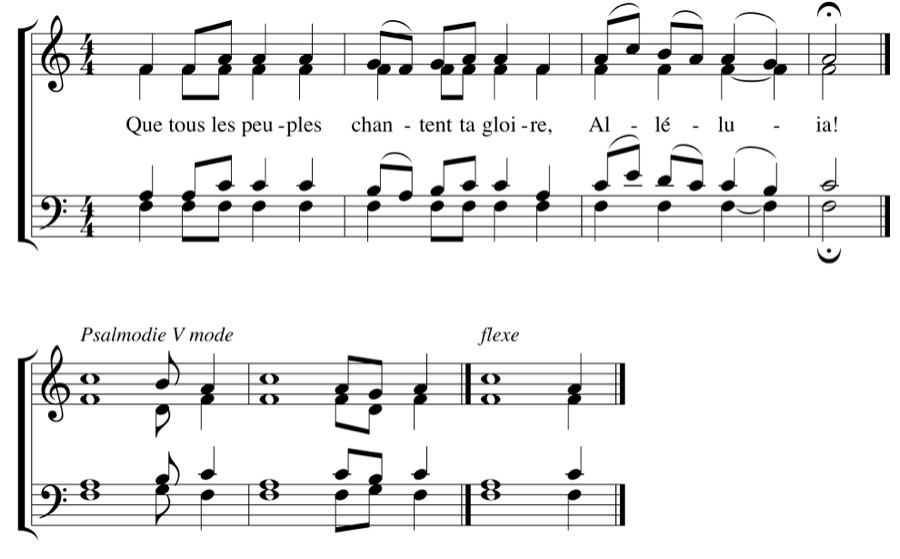 Que tous les peu - ples chan - tent ta gloi - re, Al - lé - lu - ia!
Psalmodie V mode flexe